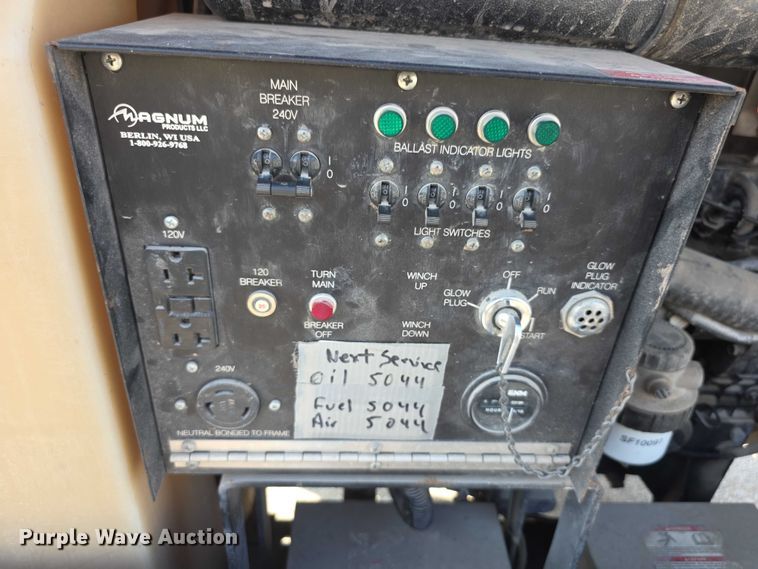 MAGNUM
PRODUCTS LLC
BERLIN, WI USA
1-800-926-9768
MAIN
BREAKER
240V
I
O
BALLAST INDICATOR LIGHTS
I
O
I
O
I
O
I
O
LIGHT SWITCHES
120V
120
BREAKER
TURN
MAIN
BREAKER
OFF
WINCH
UP
WINCH
DOWN
GLOW
PLUG
OFF
RUN
START
GLOW
PLUG
INDICATOR
240V
NEUTRAL BONDED TO FRAME
Next Service
Oil 5044
Fuel 5044
Air 5044
Purple Wave Auction